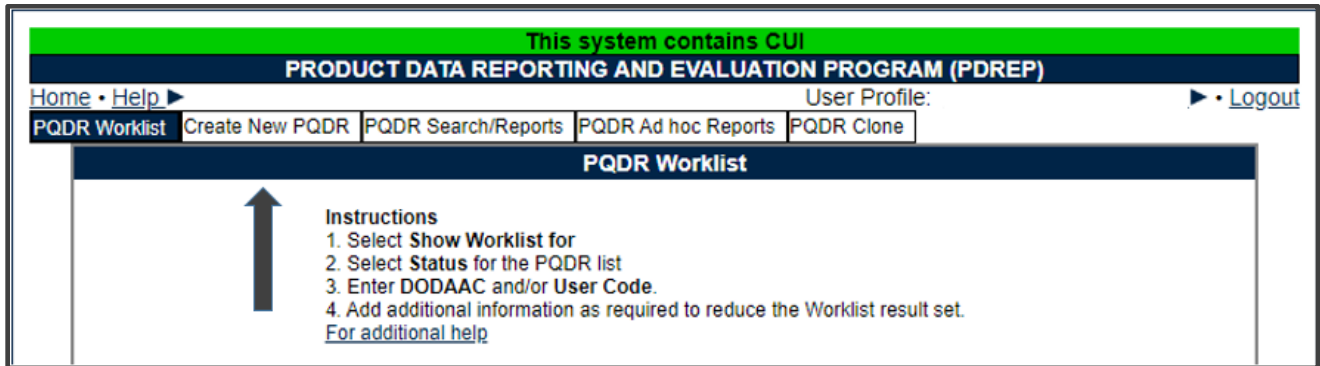 This system contains CUI
PRODUCT DATA REPORTING AND EVALUATION PROGRAM (PDREP)
Home • Help ► User Profile: ► • Logout
PQDR Worklist Create New PQDR PQDR Search/Reports PQDR Ad hoc Reports PQDR Clone
PQDR Worklist
Instructions
1. Select Show Worklist for
2. Select Status for the PQDR list
3. Enter DODAAC and/or User Code.
4. Add additional information as required to reduce the Worklist result set.
For additional help